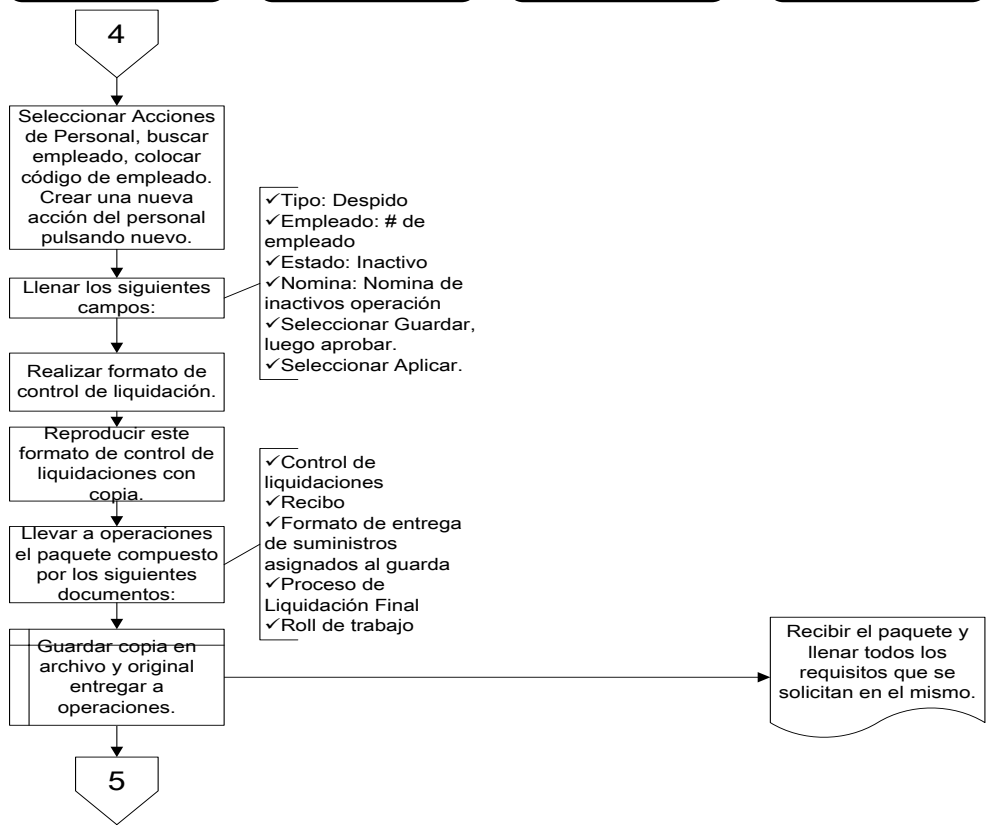 4
Seleccionar Acciones
de Personal, buscar
empleado, colocar
código de empleado.
Crear una nueva
acción del personal
pulsando nuevo.
Llenar los siguientes
campos:
✓Tipo: Despido
✓Empleado: # de
empleado
✓Estado: Inactivo
✓Nomina: Nomina de
inactivos operación
✓Seleccionar Guardar,
luego aprobar.
✓Seleccionar Aplicar.
Realizar formato de
control de liquidación.
Reproducir este
formato de control de
liquidaciones con
copia.
Llevar a operaciones
el paquete compuesto
por los siguientes
documentos:
✓Control de
liquidaciones
✓Recibo
✓Formato de entrega
de suministros
asignados al guarda
✓Proceso de
Liquidación Final
✓Roll de trabajo
Guardar copia en
archivo y original
entregar a
operaciones.
Recibir el paquete y
llenar todos los
requisitos que se
solicitan en el mismo.
5